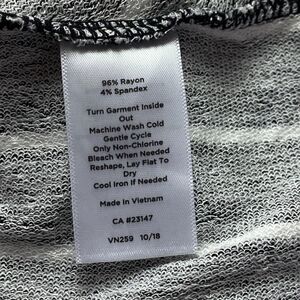 96% Rayon
4% Spandex
Turn Garment Inside
Out
Machine Wash Cold
Gentle Cycle
Only Non-Chlorine
Bleach When Needed
Reshape, Lay Flat To
Dry
Cool Iron If Needed
Made in Vietnam
CA #23147
VN259 10/18